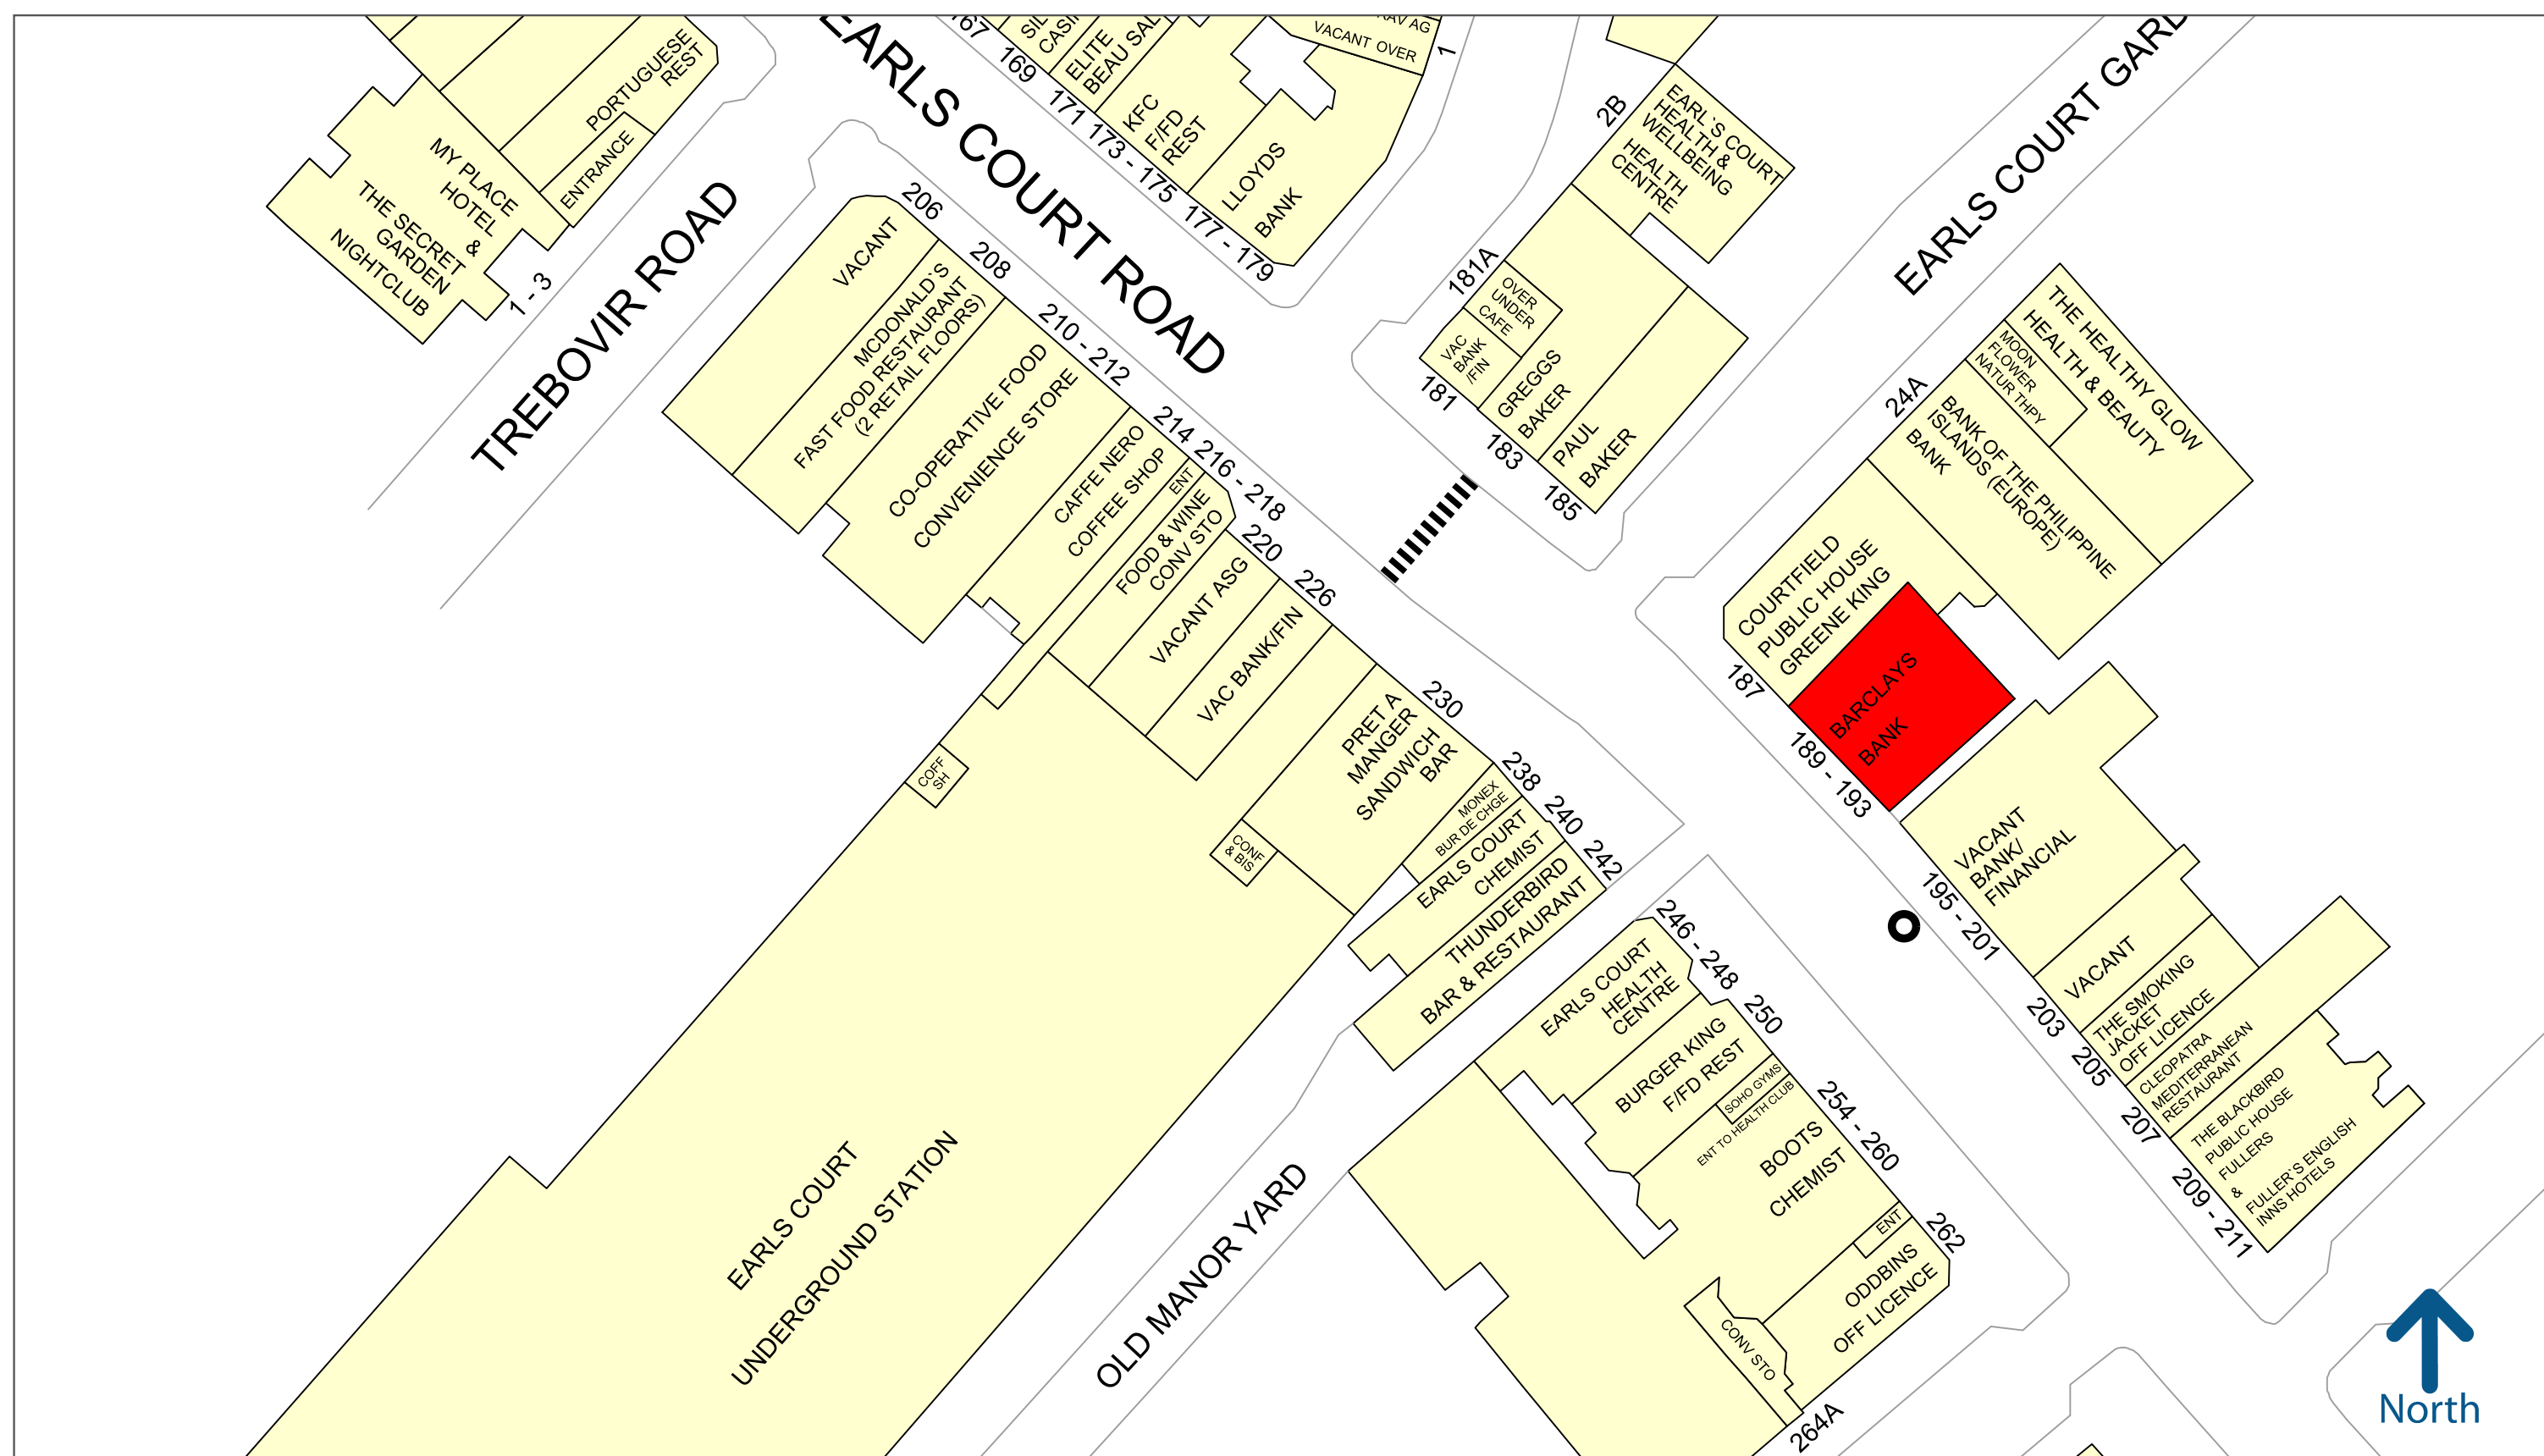 PORTUGUESE
REST
ENTRANCE
MY PLACE
HOTEL
&
THE SECRET
GARDEN
NIGHTCLUB
1 - 3
TREBOVIR ROAD
EARLS COURT ROAD
167
169
171
173 - 175
177 - 179
ELITE
BEAU SAL
KFC
F/FD
REST
LLOYDS
BANK
VACANT OVER
1
2B
EARL`S COURT
HEALTH &
WELLBEING
HEALTH
CENTRE
181A
OVER
UNDER
CAFE
VAC
BANK
/FIN
GREGGS
BAKER
PAUL
BAKER
181
183
185
EARLS COURT GARD
206
VACANT
208
MCDONALD`S
FAST FOOD RESTAURANT
(2 RETAIL FLOORS)
210 - 212
CO-OPERATIVE FOOD
CONVENIENCE STORE
214
CAFFE NERO
COFFEE SHOP
216 - 218
ENT
FOOD & WINE
CONV STO
220
VACANT ASG
226
VAC BANK/FIN
230
PRET A
MANGER
SANDWICH
BAR
238
MONEX
BUR DE CHGE
240
EARLS COURT
CHEMIST
242
THUNDERBIRD
BAR & RESTAURANT
COFF
SH
CONF
& BIS
EARLS COURT
UNDERGROUND STATION
OLD MANOR YARD
246 - 248
EARLS COURT
HEALTH
CENTRE
250
BURGER KING
F/FD REST
SOHO GYMS
ENT TO HEALTH CLUB
254 - 260
BOOTS
CHEMIST
262
ENT
ODDBINS
OFF LICENCE
CONV STO
264A
THE HEALTHY GLOW
HEALTH & BEAUTY
MOON
FLOWER
NATUR THPY
24A
BANK OF THE PHILIPPINE
ISLANDS (EUROPE)
BANK
COURTFIELD
PUBLIC HOUSE
GREENE KING
187
BARCLAYS
BANK
189 - 193
VACANT
BANK/
FINANCIAL
195 - 201
VACANT
203
THE SMOKING
JACKET
OFF LICENCE
205
CLEOPATRA
MEDITERRANEAN
RESTAURANT
207
THE BLACKBIRD
PUBLIC HOUSE
FULLERS
&
FULLER`S ENGLISH
INNS HOTELS
209 - 211
North